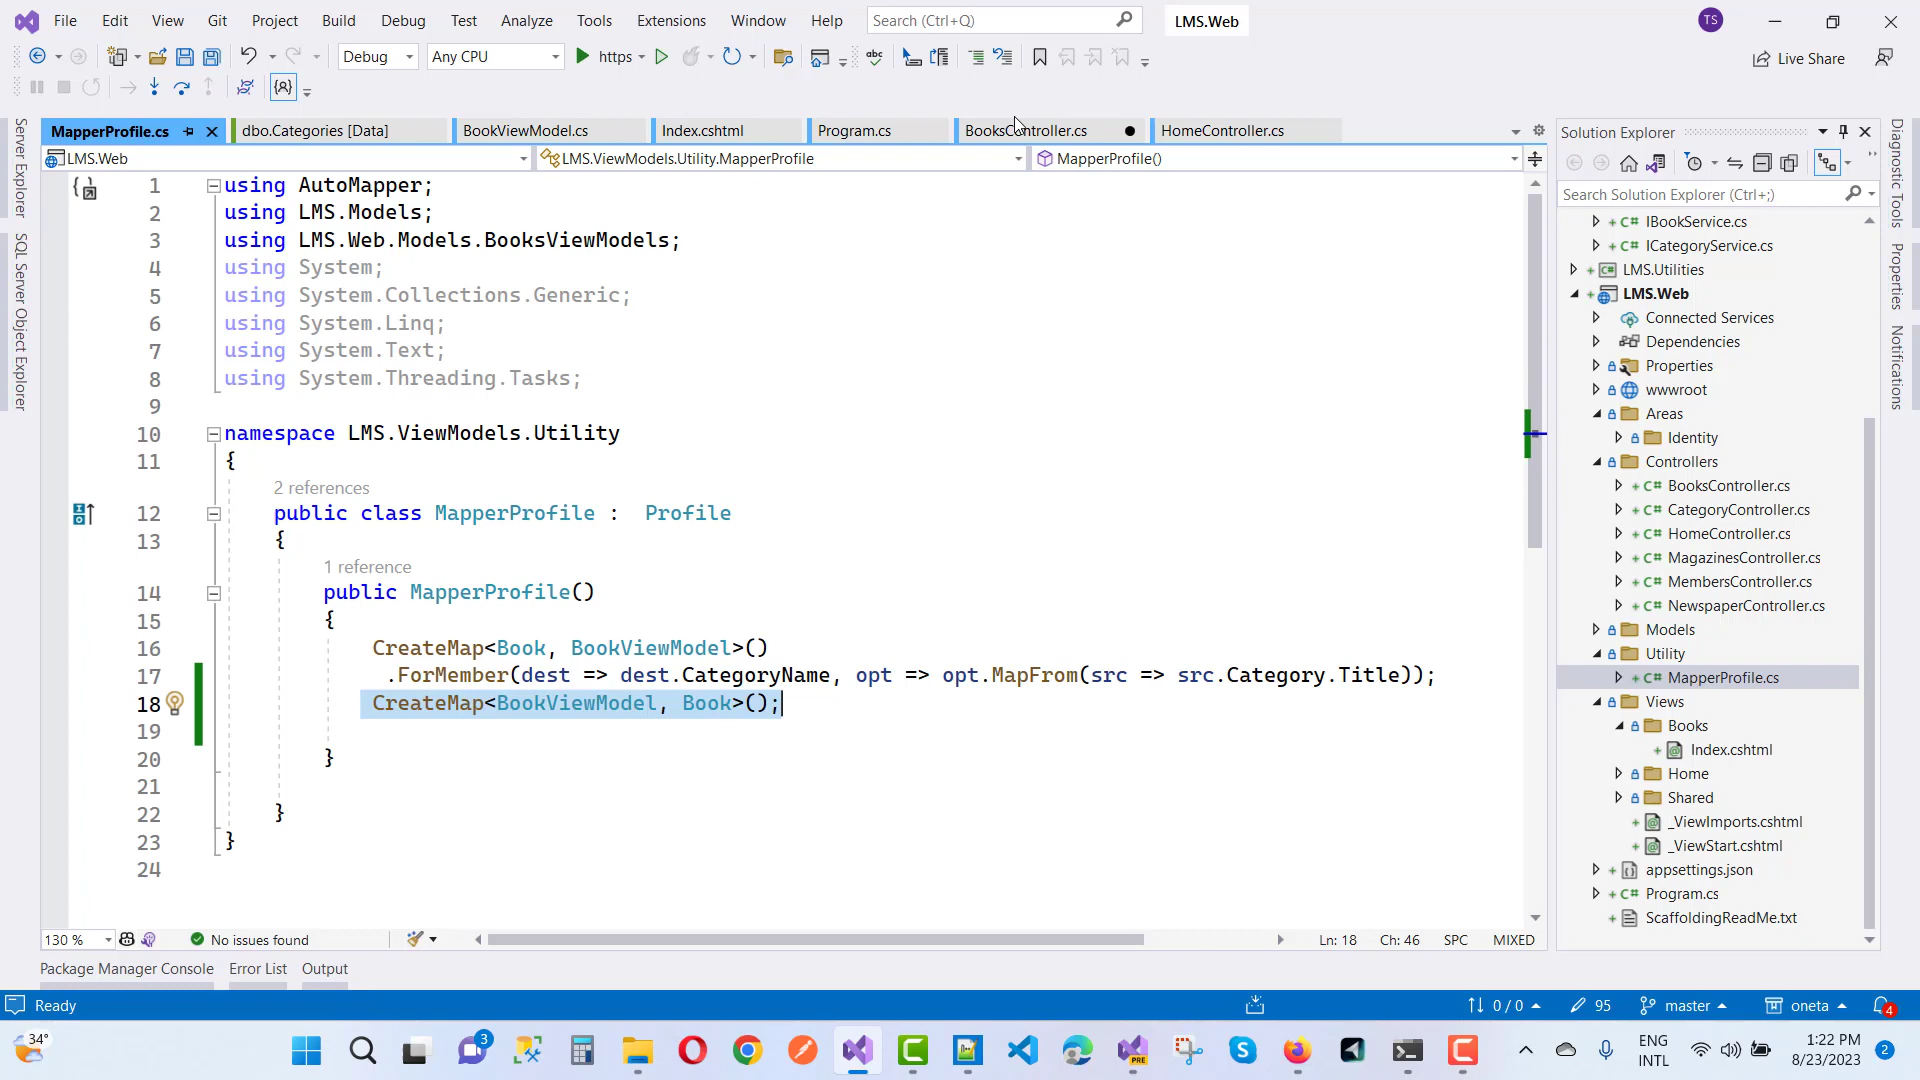 File Edit View Git Project Build Debug Test Analyze Tools Extensions Window Help Search (Ctrl+Q) LMS.Web TS
Debug Any CPU https Live Share
MapperProfile.cs dbo.Categories [Data] BookViewModel.cs Index.cshtml Program.cs BooksController.cs HomeController.cs
LMS.Web LMS.ViewModels.Utility.MapperProfile MapperProfile()
Server Explorer
SQL Server Object Explorer
1 using AutoMapper;
2 using LMS.Models;
3 using LMS.Web.Models.BooksViewModels;
4 using System;
5 using System.Collections.Generic;
6 using System.Linq;
7 using System.Text;
8 using System.Threading.Tasks;
9
10 namespace LMS.ViewModels.Utility
11 {
2 references
12 public class MapperProfile : Profile
13 {
1 reference
14 public MapperProfile()
15 {
16 CreateMap<Book, BookViewModel>()
17 .ForMember(dest => dest.CategoryName, opt => opt.MapFrom(src => src.Category.Title));
18 CreateMap<BookViewModel, Book>();
19
20 }
21
22 }
23 }
24
130 % No issues found Ln: 18 Ch: 46 SPC MIXED
Package Manager Console Error List Output
Solution Explorer
Search Solution Explorer (Ctrl+;)
C# IBookService.cs
C# ICategoryService.cs
LMS.Utilities
LMS.Web
Connected Services
Dependencies
Properties
wwwroot
Areas
Identity
Controllers
C# BooksController.cs
C# CategoryController.cs
C# HomeController.cs
C# MagazinesController.cs
C# MembersController.cs
C# NewspaperController.cs
Models
Utility
C# MapperProfile.cs
Views
Books
Index.cshtml
Home
Shared
_ViewImports.cshtml
_ViewStart.cshtml
appsettings.json
C# Program.cs
ScaffoldingReadMe.txt
Diagnostic Tools
Properties
Notifications
Ready 0 / 0 95 master oneta 4
34° 3 PRE ENG INTL 1:22 PM 8/23/2023 2